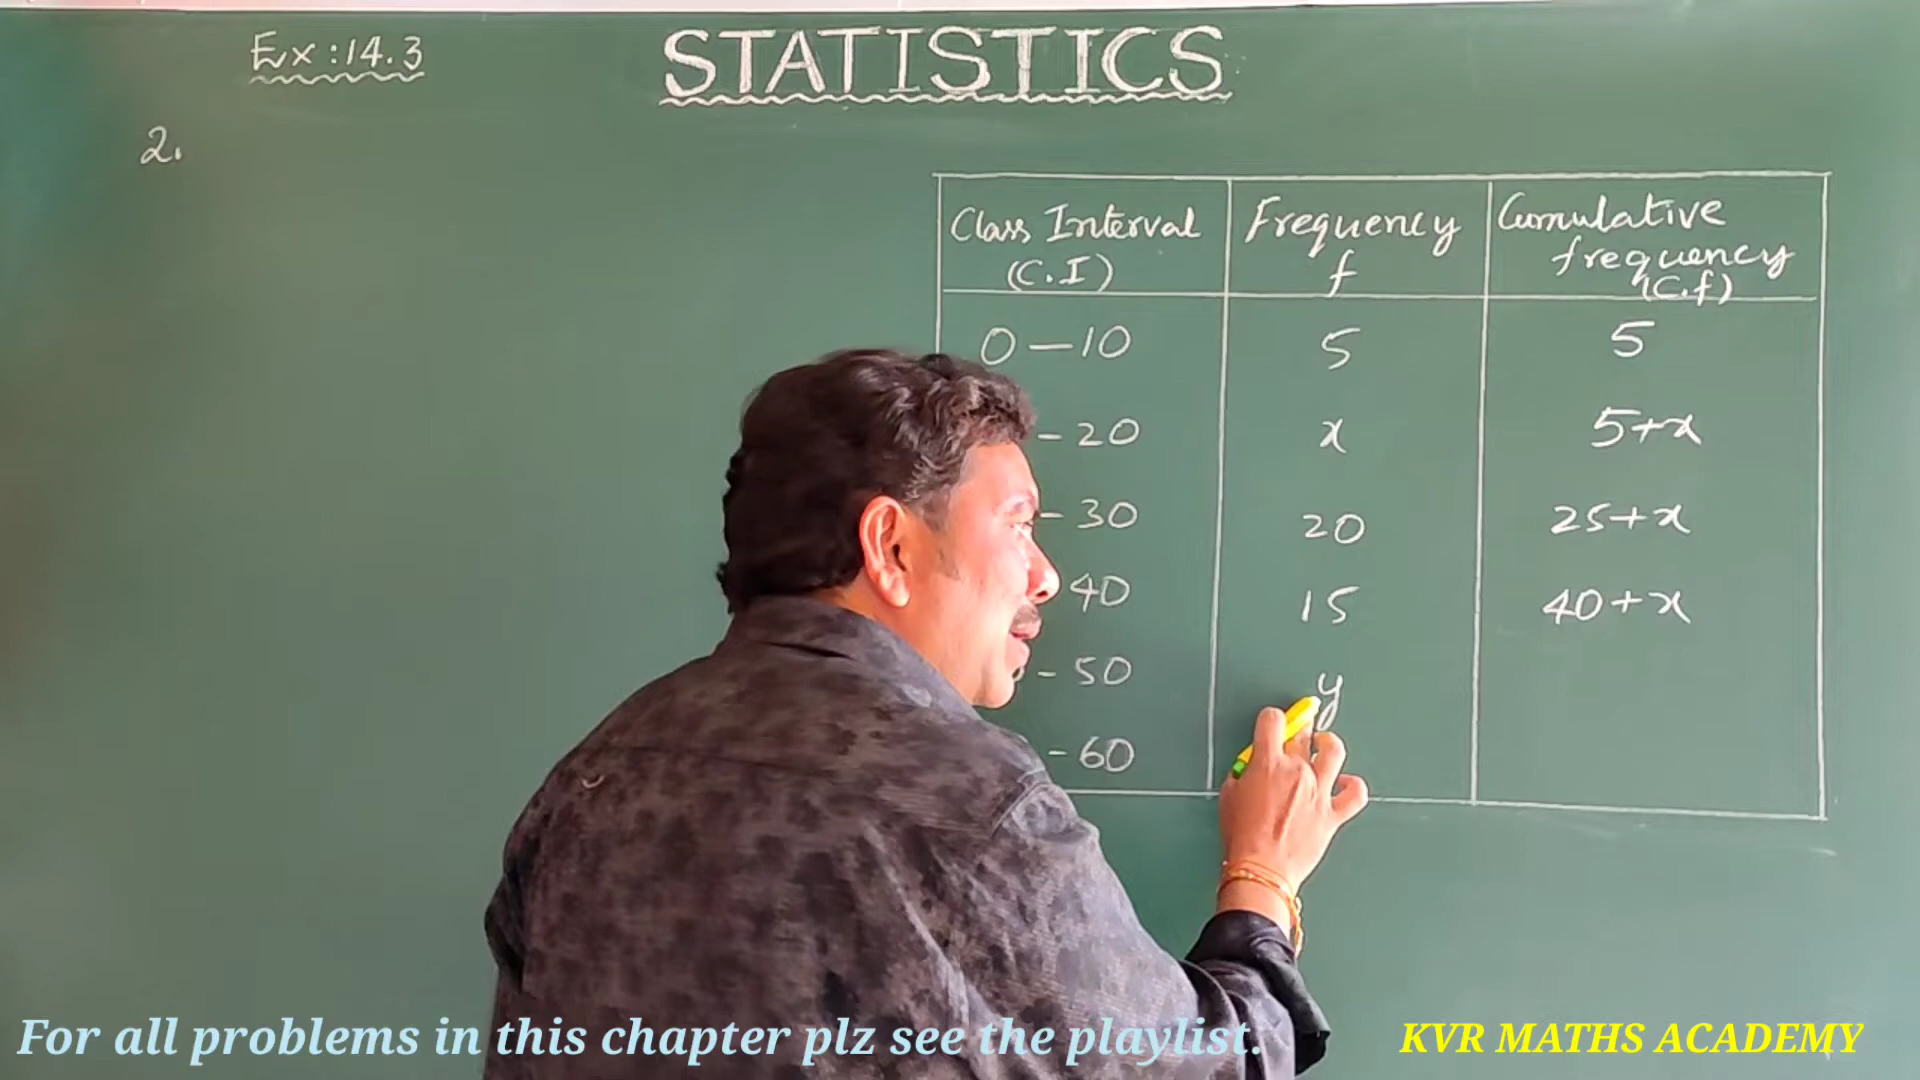 Ex:14.3
STATISTICS
2.
Class Interval Frequency Cumulative
(C.I) f frequency
(C.f)
0-10 5 5
-20 x 5+x
-30 20 25+x
40 15 40+x
-50 y
-60
For all problems in this chapter plz see the playlist.
KVR MATHS ACADEMY